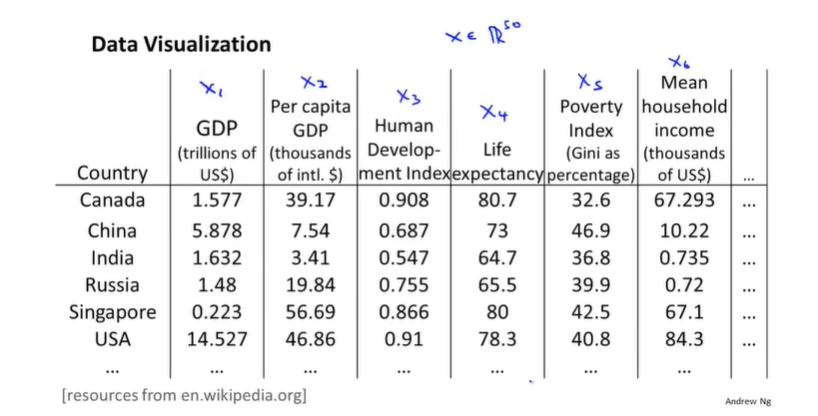 Data Visualization
x ∈ ℝ⁵⁰
x₁ x₂ x₃ x₄ x₅ x₆
Country
GDP
(trillions of
US$)
Per capita
GDP
(thousands
of intl. $)
Human
Develop-
ment Index
Life
expectancy
Poverty
Index
(Gini as
percentage)
Mean
household
income
(thousands
of US$)
...
Canada 1.577 39.17 0.908 80.7 32.6 67.293 ...
China 5.878 7.54 0.687 73 46.9 10.22 ...
India 1.632 3.41 0.547 64.7 36.8 0.735 ...
Russia 1.48 19.84 0.755 65.5 39.9 0.72 ...
Singapore 0.223 56.69 0.866 80 42.5 67.1 ...
USA 14.527 46.86 0.91 78.3 40.8 84.3 ...
... ... ... ... ... ... ...
[resources from en.wikipedia.org]
Andrew Ng